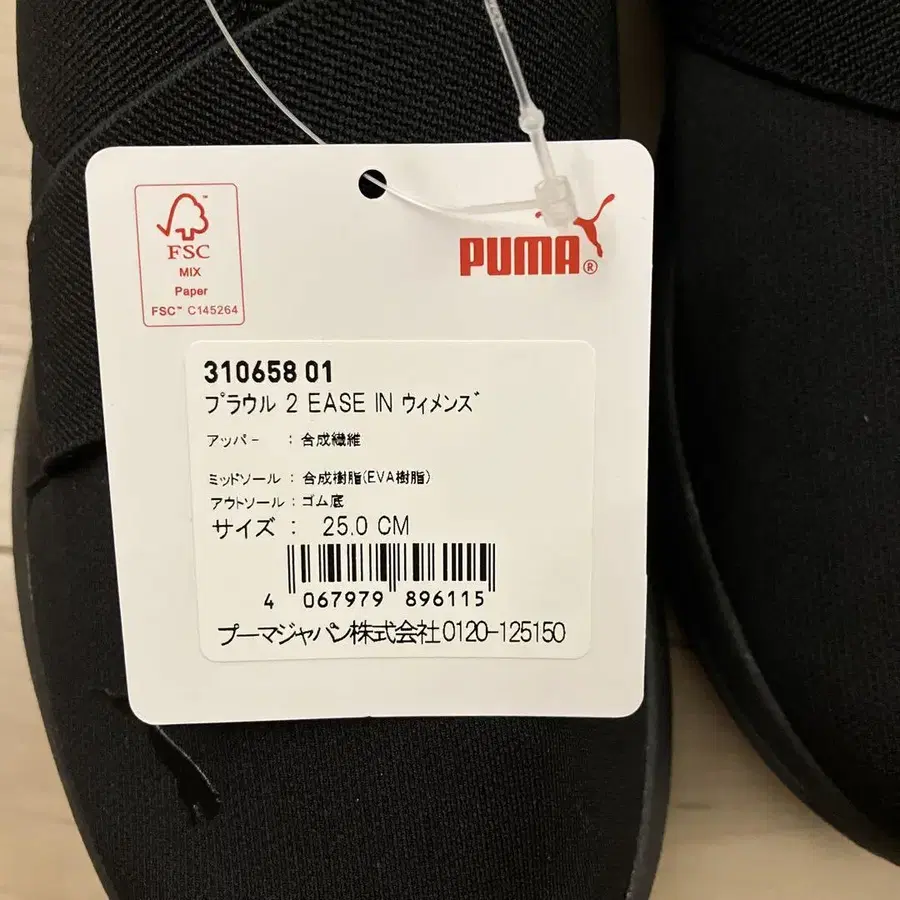 FSC™
MIX
Paper
FSC™ C145264
PUMA®
310658 01
プラウル 2 EASE IN ウィメンズ
アッパー : 合成繊維
ミッドソール : 合成樹脂(EVA樹脂)
アウトソール : ゴム底
サイズ : 25.0 CM
4 067979 896115
プーマジャパン株式会社0120-125150